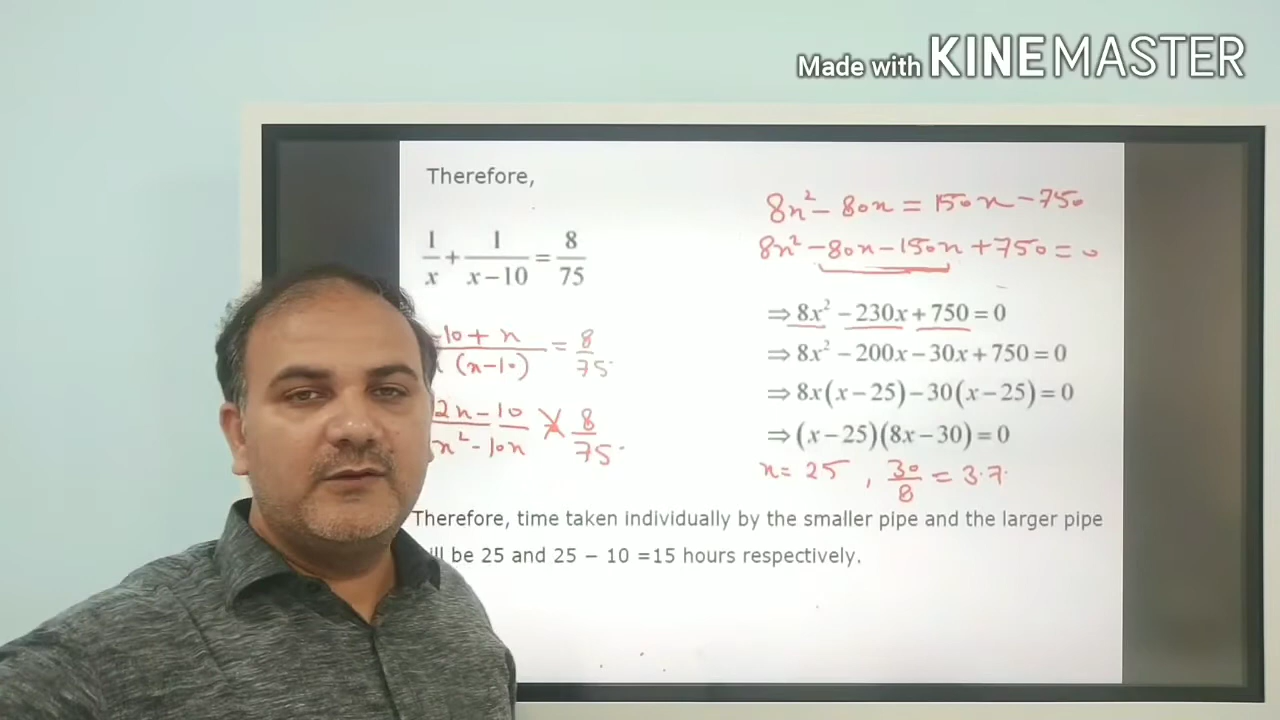 Made with KINEMASTER
Therefore,
1/x + 1/(x−10) = 8/75
-10 + x / (x-10) = 8/75
2x-10 / x²-10x = 8/75
8x² - 80x = 150x - 750
8x² - 80x - 150x + 750 = 0
⇒ 8x² − 230x + 750 = 0
⇒ 8x² − 200x − 30x + 750 = 0
⇒ 8x(x − 25) − 30(x − 25) = 0
⇒ (x − 25)(8x − 30) = 0
x = 25 , 30/8 = 3.7
Therefore, time taken individually by the smaller pipe and the larger pipe
ll be 25 and 25 − 10 =15 hours respectively.